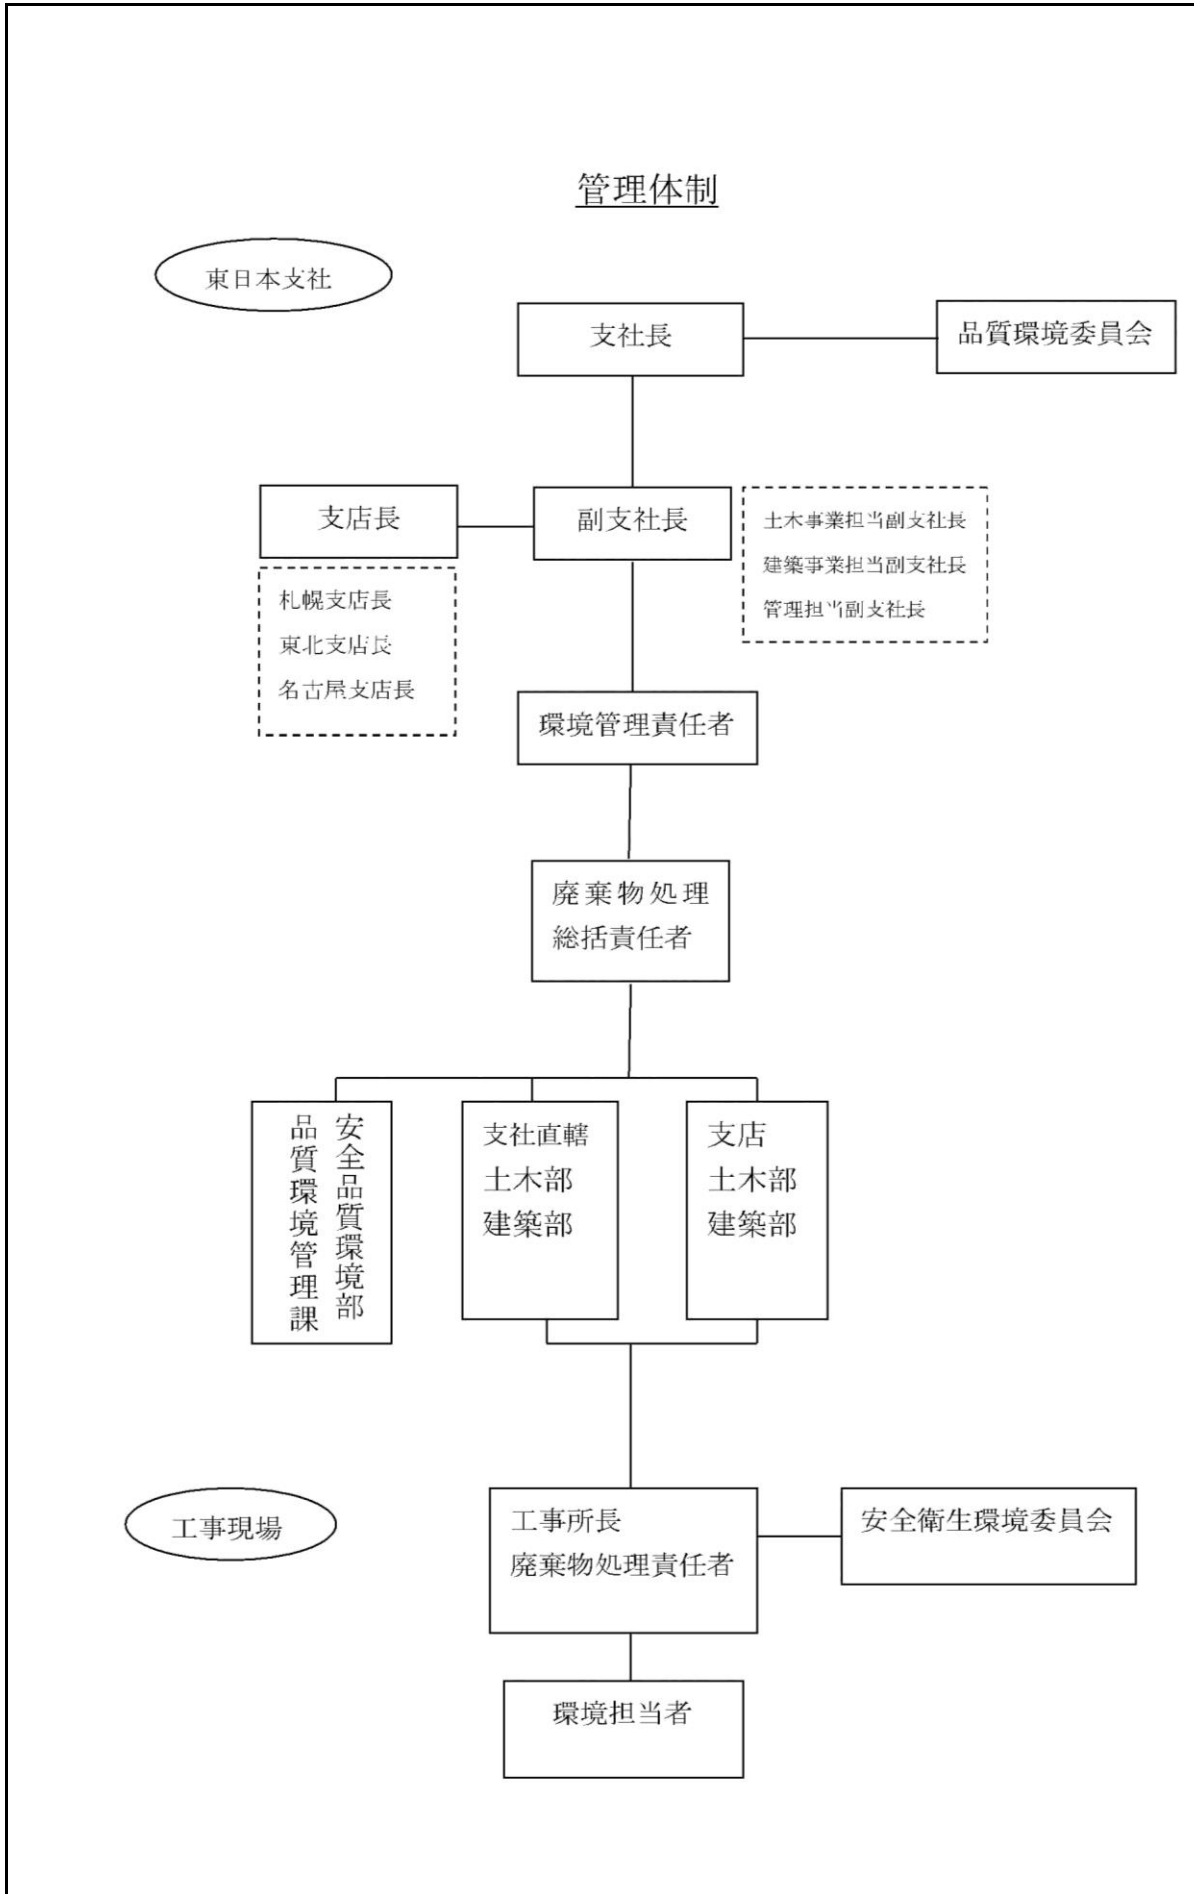 管理体制
東日本支社
支社長
品質環境委員会
支店長
副支社長
土木事業担当副支社長
建築事業担当副支社長
管理担当副支社長
札幌支店長
東北支店長
名古屋支店長
環境管理責任者
廃棄物処理
総括責任者
安全品質環境部
品質環境管理課
支社直轄
土木部
建築部
支店
土木部
建築部
工事現場
工事所長
廃棄物処理責任者
安全衛生環境委員会
環境担当者